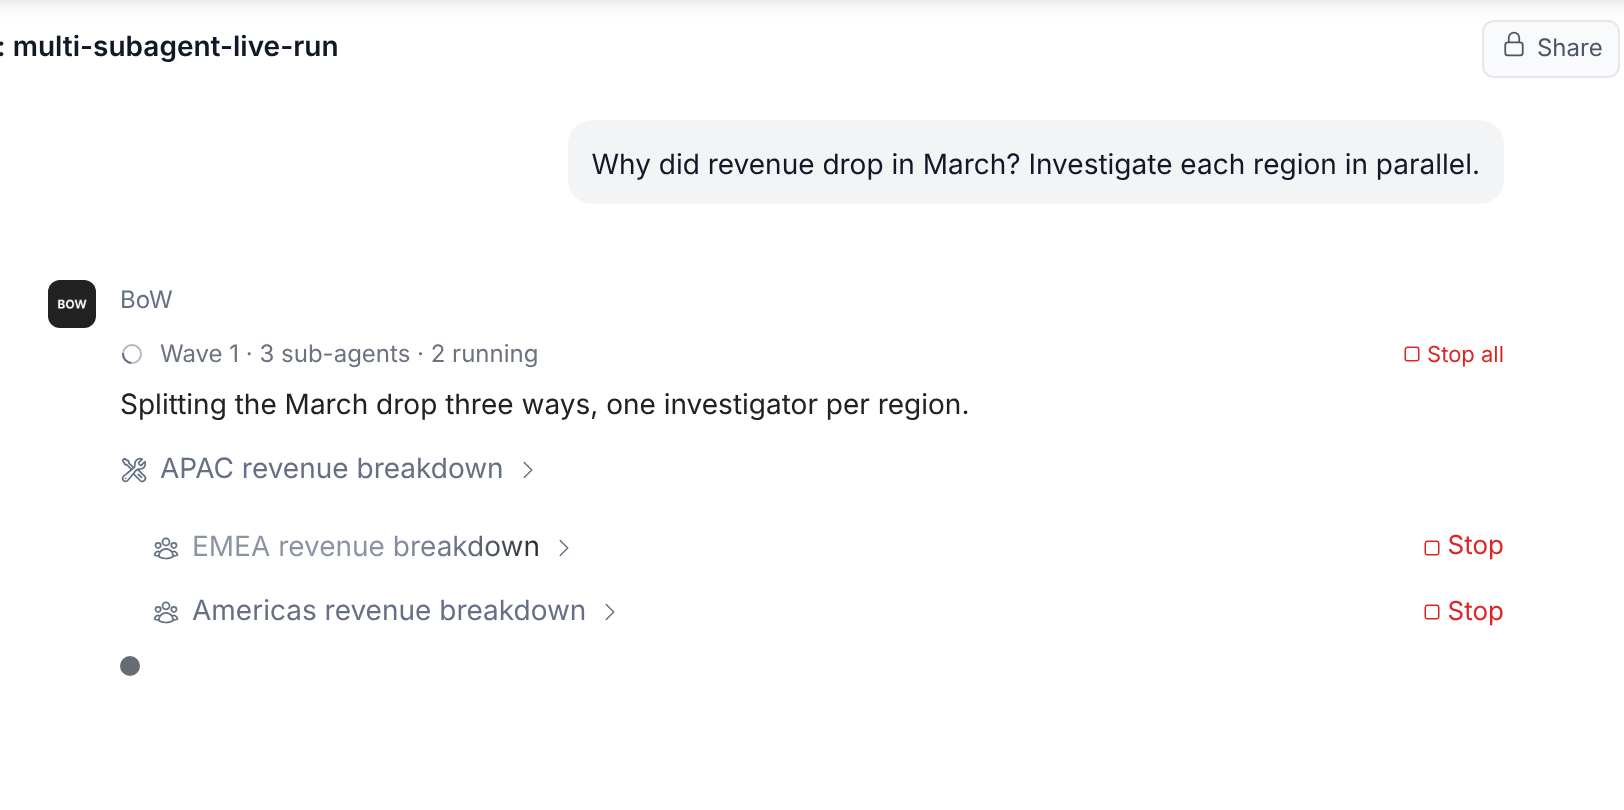 : multi-subagent-live-run
Share
Why did revenue drop in March? Investigate each region in parallel.
BOW
BoW
Wave 1 · 3 sub-agents · 2 running
Stop all
Splitting the March drop three ways, one investigator per region.
APAC revenue breakdown
EMEA revenue breakdown
Stop
Americas revenue breakdown
Stop